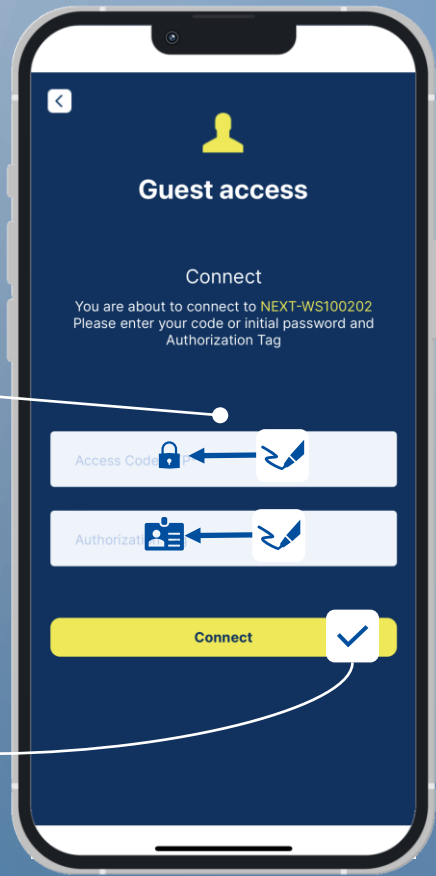 Guest access
Connect
You are about to connect to NEXT-WS100202
Please enter your code or initial password and
Authorization Tag
Access Code P
Authorizat
Connect